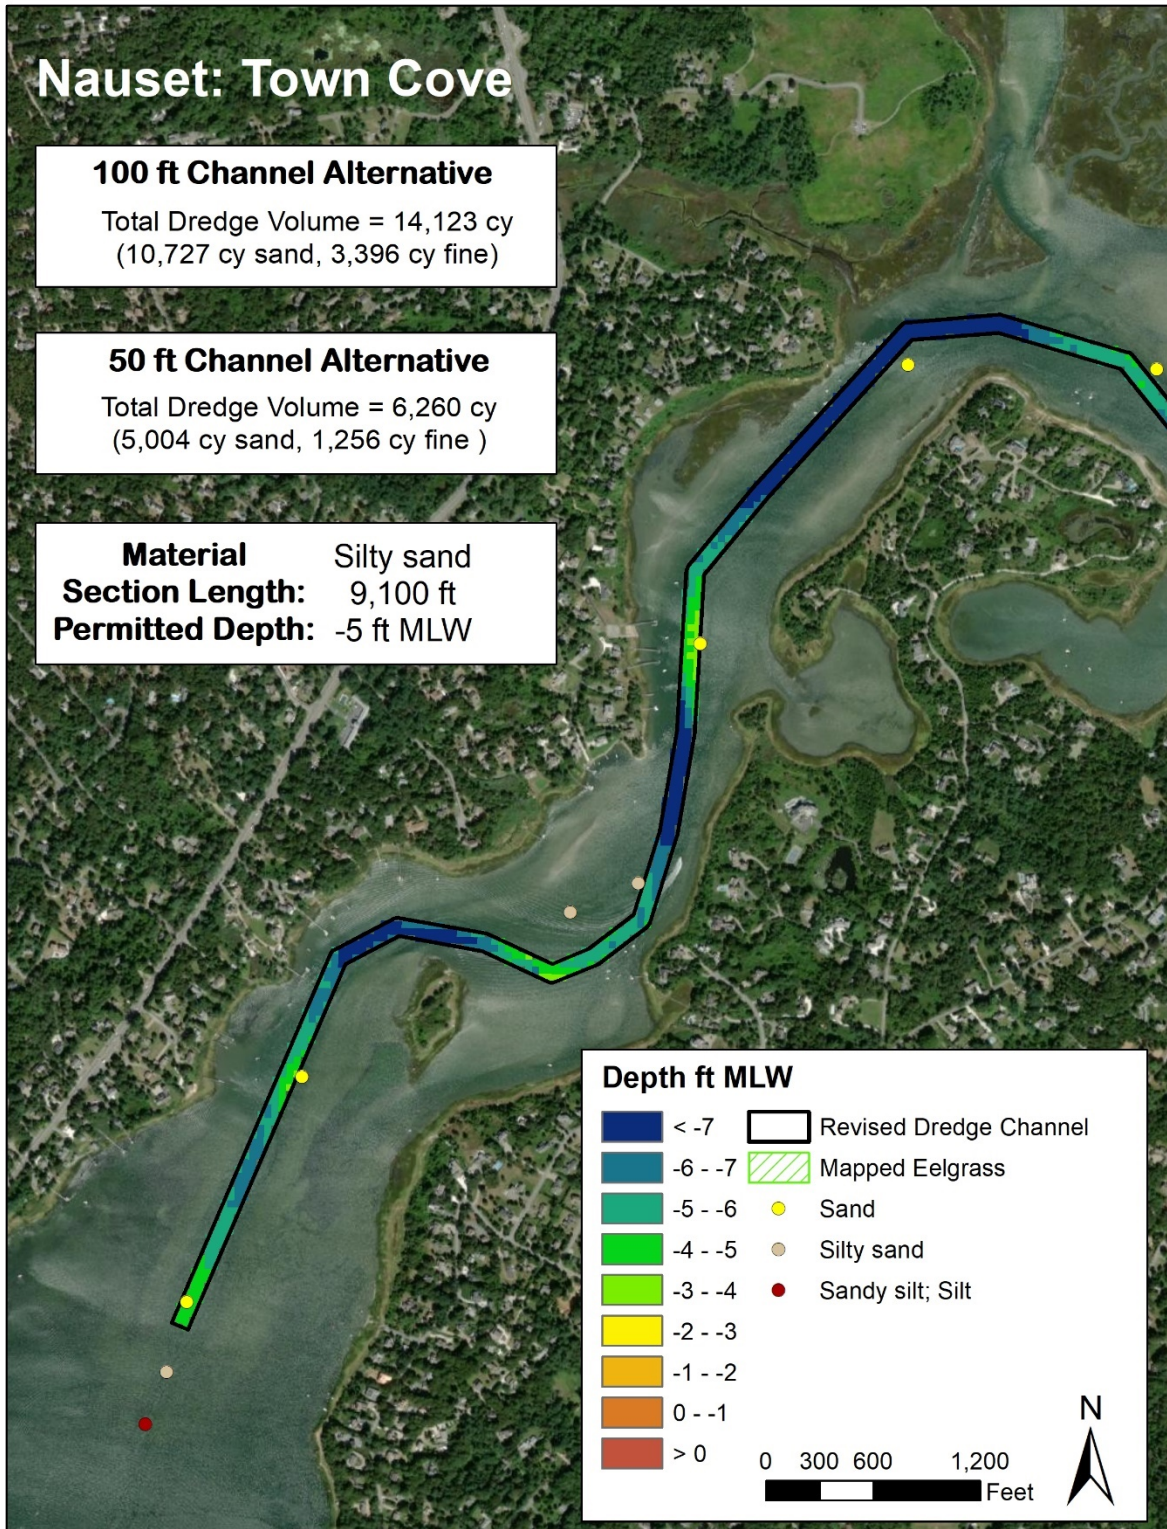 Nauset: Town Cove
100 ft Channel Alternative
Total Dredge Volume = 14,123 cy
(10,727 cy sand, 3,396 cy fine)
50 ft Channel Alternative
Total Dredge Volume = 6,260 cy
(5,004 cy sand, 1,256 cy fine )
Material Silty sand
Section Length: 9,100 ft
Permitted Depth: -5 ft MLW
Depth ft MLW
< -7 Revised Dredge Channel
-6 - -7 Mapped Eelgrass
-5 - -6 Sand
-4 - -5 Silty sand
-3 - -4 Sandy silt; Silt
-2 - -3
-1 - -2
0 - -1
> 0
N
0 300 600 1,200
Feet